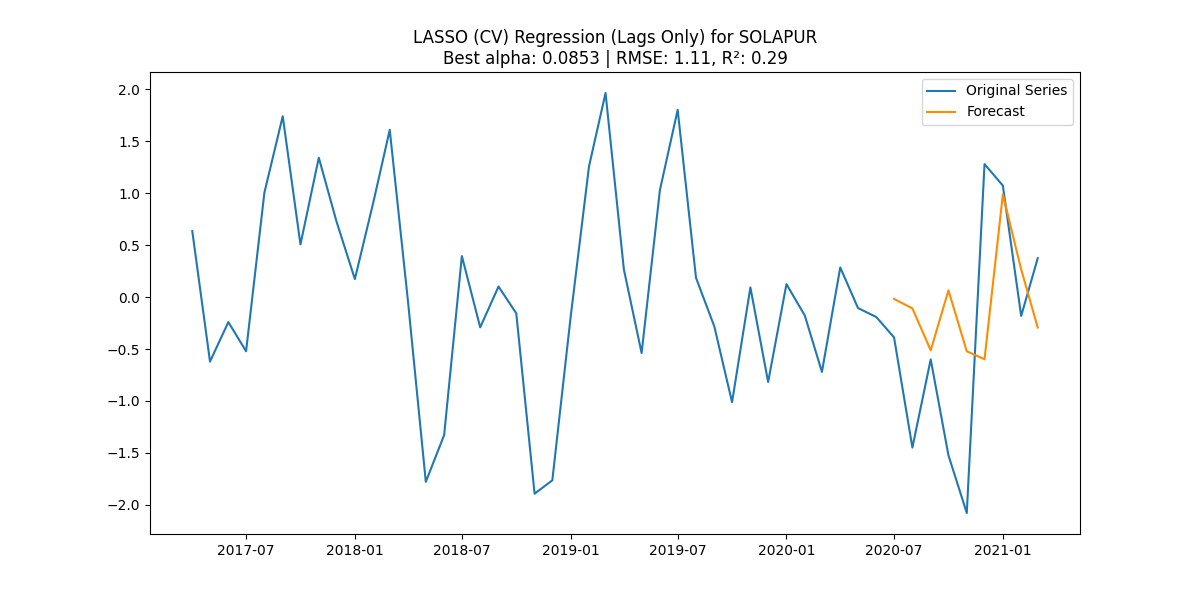 LASSO (CV) Regression (Lags Only) for SOLAPUR
Best alpha: 0.0853 | RMSE: 1.11, R²: 0.29
Original Series
Forecast
2.0
1.5
1.0
0.5
0.0
−0.5
−1.0
−1.5
−2.0
2017-07 2018-01 2018-07 2019-01 2019-07 2020-01 2020-07 2021-01